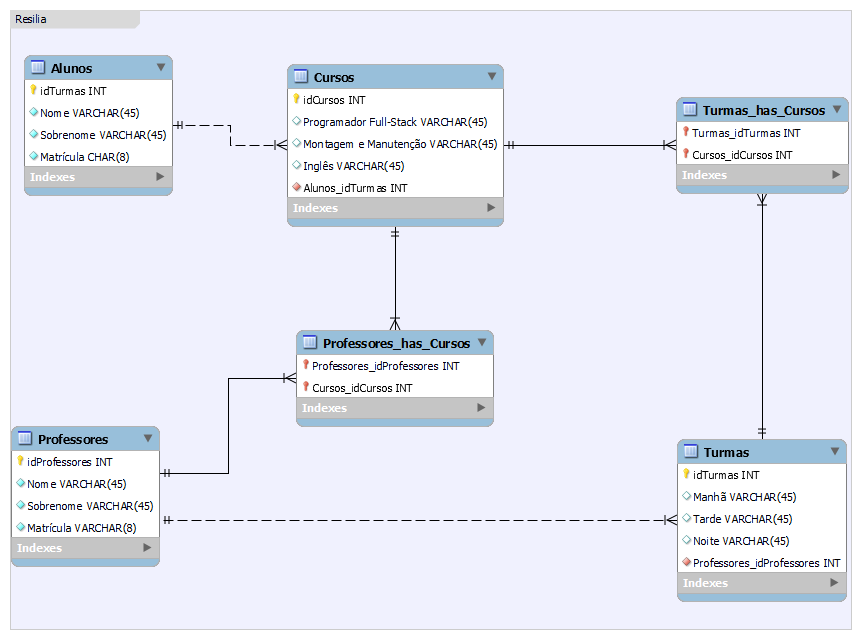 Resilia
Alunos
idTurmas INT
Nome VARCHAR(45)
Sobrenome VARCHAR(45)
Matrícula CHAR(8)
Indexes
Cursos
idCursos INT
Programador Full-Stack VARCHAR(45)
Montagem e Manutenção VARCHAR(45)
Inglês VARCHAR(45)
Alunos_idTurmas INT
Indexes
Turmas_has_Cursos
Turmas_idTurmas INT
Cursos_idCursos INT
Indexes
Professores_has_Cursos
Professores_idProfessores INT
Cursos_idCursos INT
Indexes
Professores
idProfessores INT
Nome VARCHAR(45)
Sobrenome VARCHAR(45)
Matrícula VARCHAR(8)
Indexes
Turmas
idTurmas INT
Manhã VARCHAR(45)
Tarde VARCHAR(45)
Noite VARCHAR(45)
Professores_idProfessores INT
Indexes